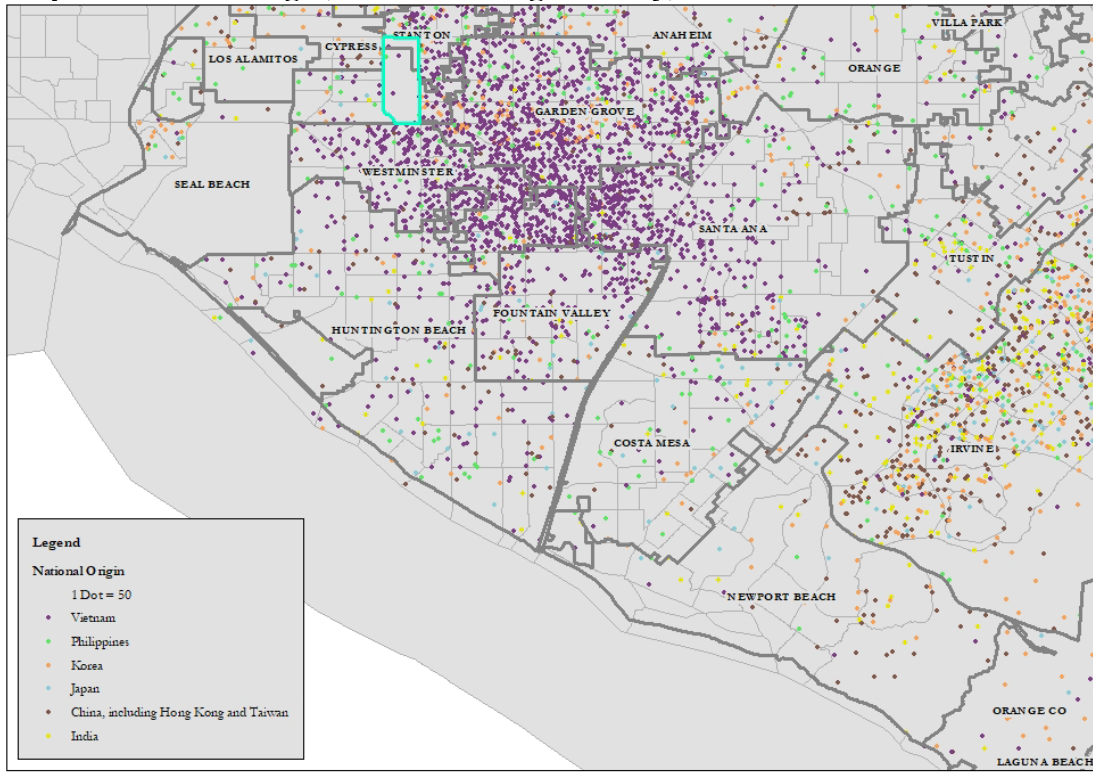 STANTON
VILLA PARK
CYPRESS
ANAHEIM
LOS ALAMITOS
ORANGE
GARDEN GROVE
WESTMINSTER
SEAL BEACH
SANTA ANA
TUSTIN
FOUNTAIN VALLEY
HUNTINGTON BEACH
COSTA MESA
IRVINE
NEWPORT BEACH
ORANGE CO
LAGUNA BEACH
Legend
National Origin
1 Dot = 50
Vietnam
Philippines
Korea
Japan
China, including Hong Kong and Taiwan
India